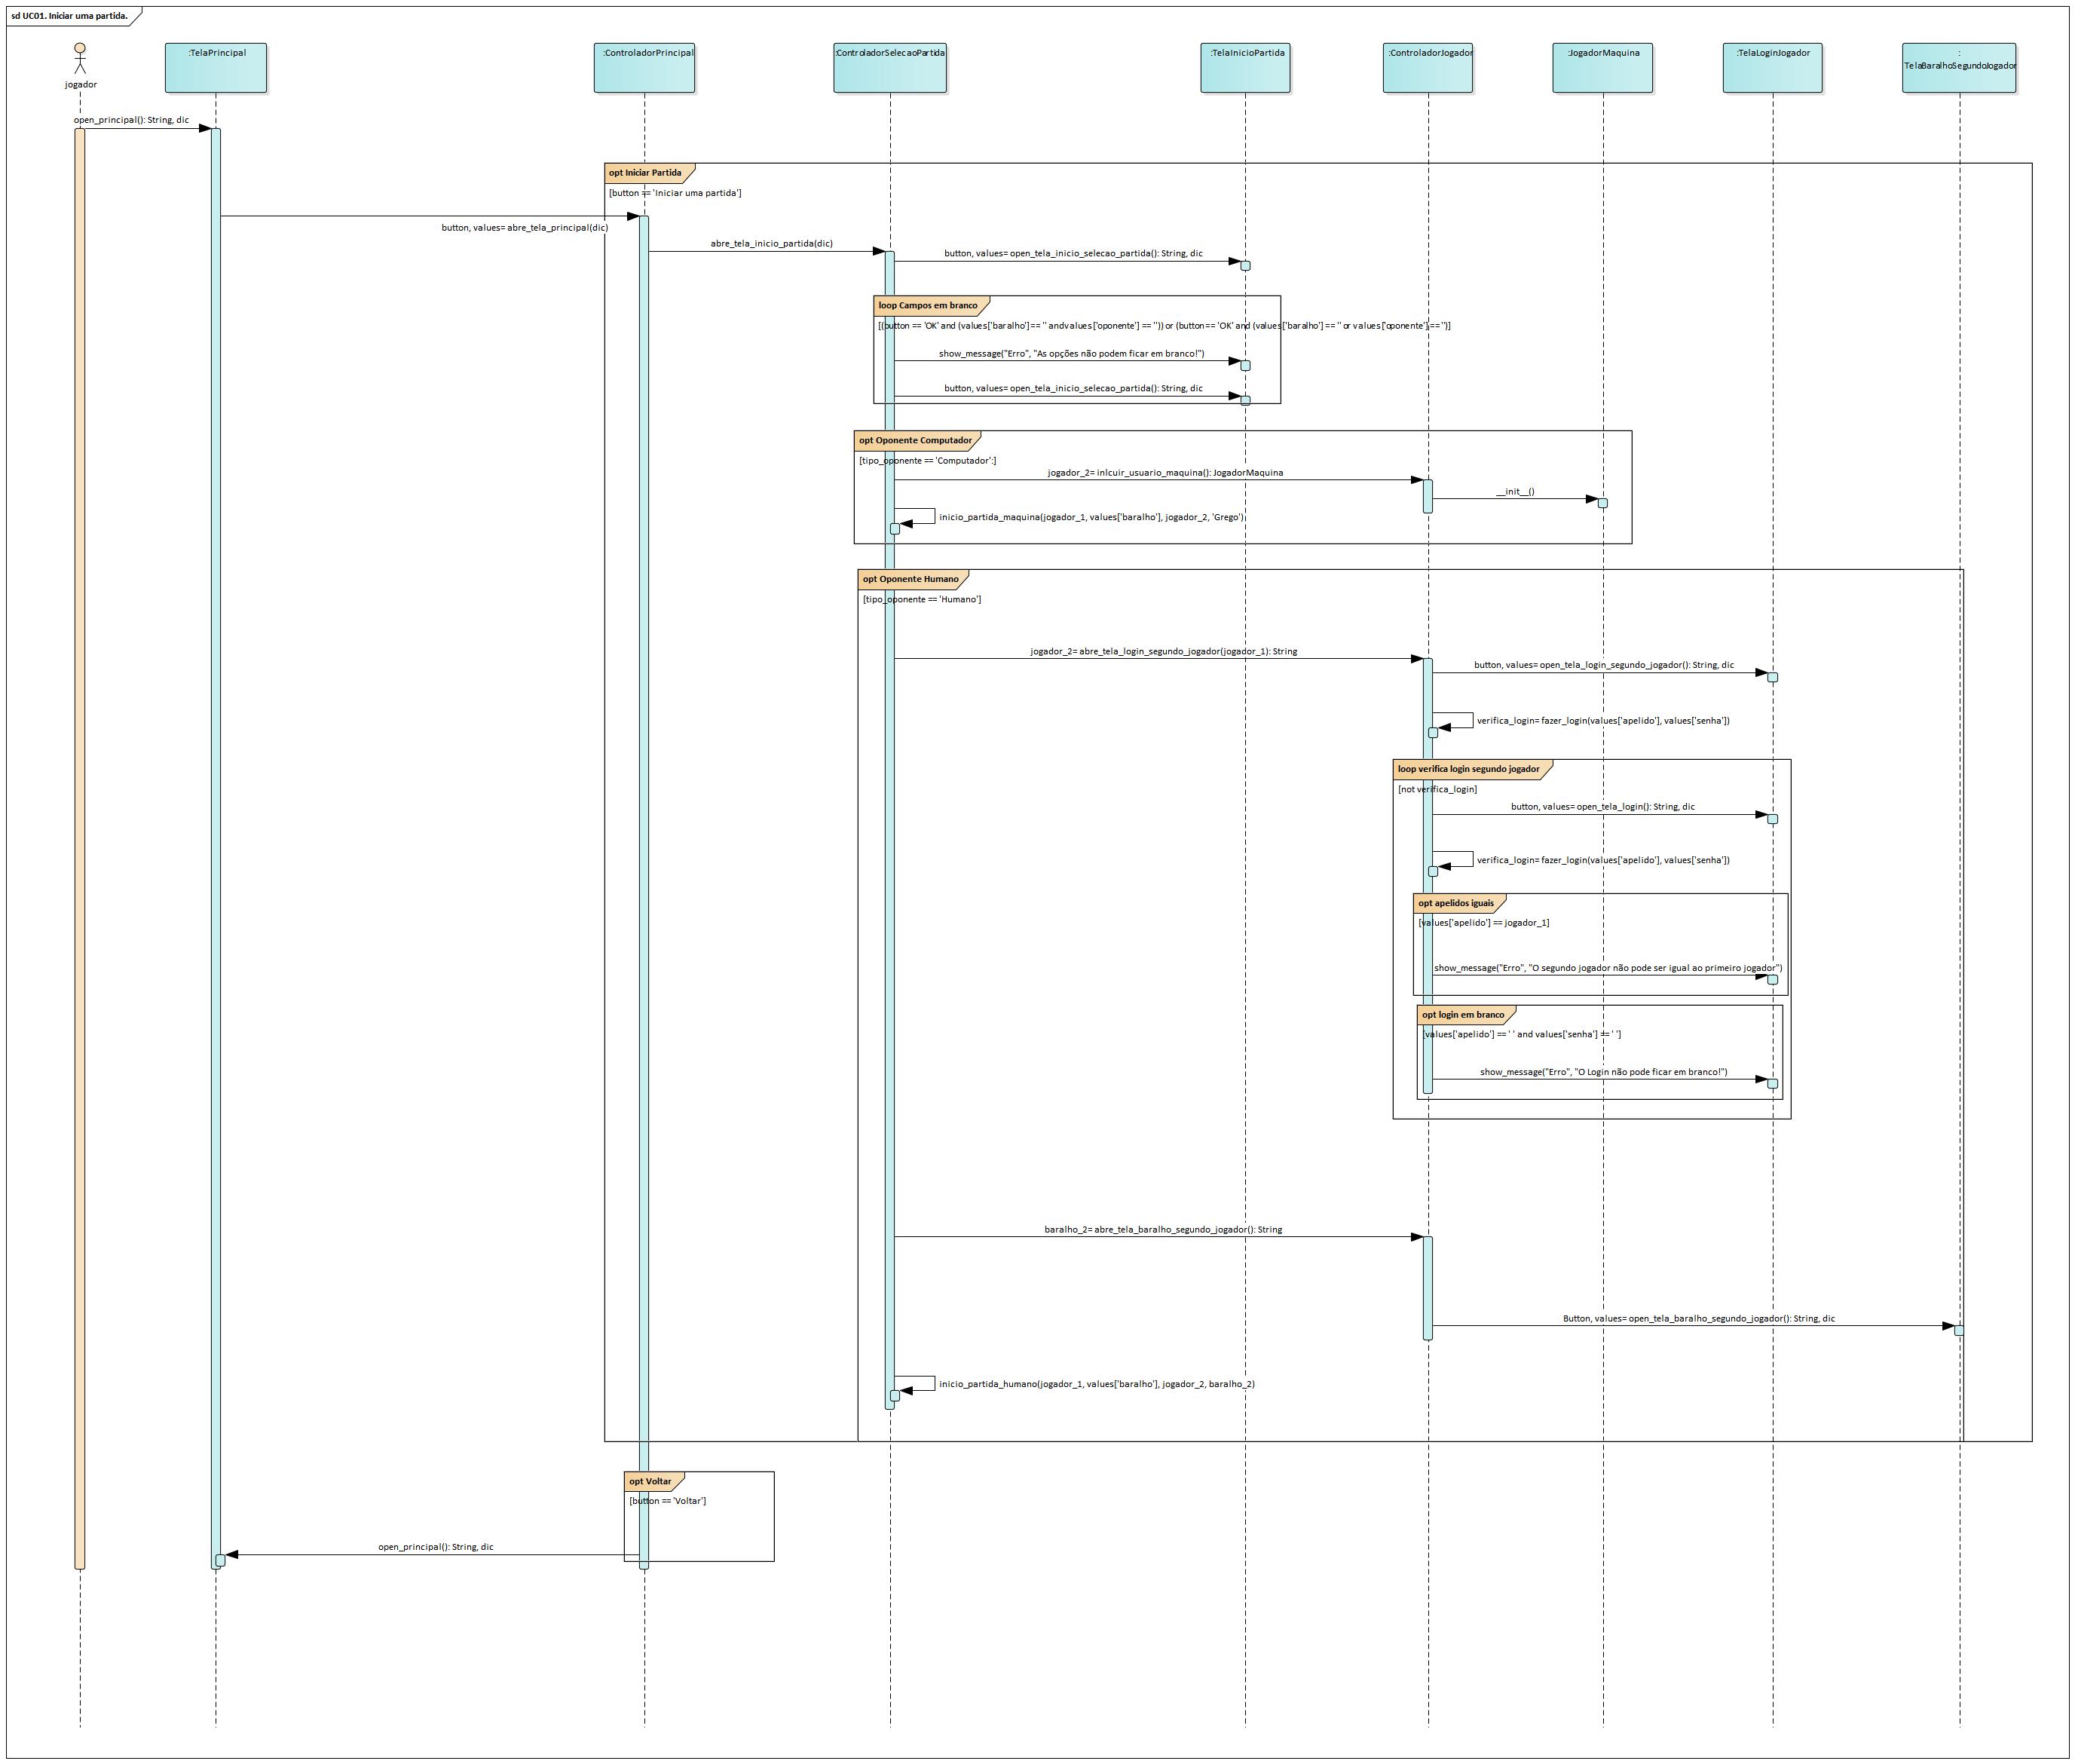 sd UC01. Iniciar uma partida.
jogador
:TelaPrincipal
:ControladorPrincipal
:ControladorSelecaoPartida
:TelaInicioPartida
:ControladorJogador
:JogadorMaquina
:TelaLoginJogador
:
TelaBaralhoSegundoJogador
open_principal(): String, dic
opt Iniciar Partida
[button == 'Iniciar uma partida']
button, values= abre_tela_principal(dic)
abre_tela_inicio_partida(dic)
button, values= open_tela_inicio_selecao_partida(): String, dic
loop Campos em branco
[(button == 'OK' and (values['baralho'] == '' and values['oponente'] == '')) or (button == 'OK' and (values['baralho'] == '' or values['oponente'] == '')]
show_message("Erro", "As opções não podem ficar em branco!")
button, values= open_tela_inicio_selecao_partida(): String, dic
opt Oponente Computador
[tipo_oponente == 'Computador':]
jogador_2= inlcuir_usuario_maquina(): JogadorMaquina
__init__()
inicio_partida_maquina(jogador_1, values['baralho'], jogador_2, 'Grego')
opt Oponente Humano
[tipo_oponente == 'Humano']
jogador_2= abre_tela_login_segundo_jogador(jogador_1): String
button, values= open_tela_login_segundo_jogador(): String, dic
verifica_login= fazer_login(values['apelido'], values['senha'])
loop verifica login segundo jogador
[not verifica_login]
button, values= open_tela_login(): String, dic
verifica_login= fazer_login(values['apelido'], values['senha'])
opt apelidos iguais
[values['apelido'] == jogador_1]
show_message("Erro", "O segundo jogador não pode ser igual ao primeiro jogador")
opt login em branco
[values['apelido'] == ' ' and values['senha'] == ' ']
show_message("Erro", "O Login não pode ficar em branco!")
baralho_2= abre_tela_baralho_segundo_jogador(): String
Button, values= open_tela_baralho_segundo_jogador(): String, dic
inicio_partida_humano(jogador_1, values['baralho'], jogador_2, baralho_2)
opt Voltar
[button == 'Voltar']
open_principal(): String, dic